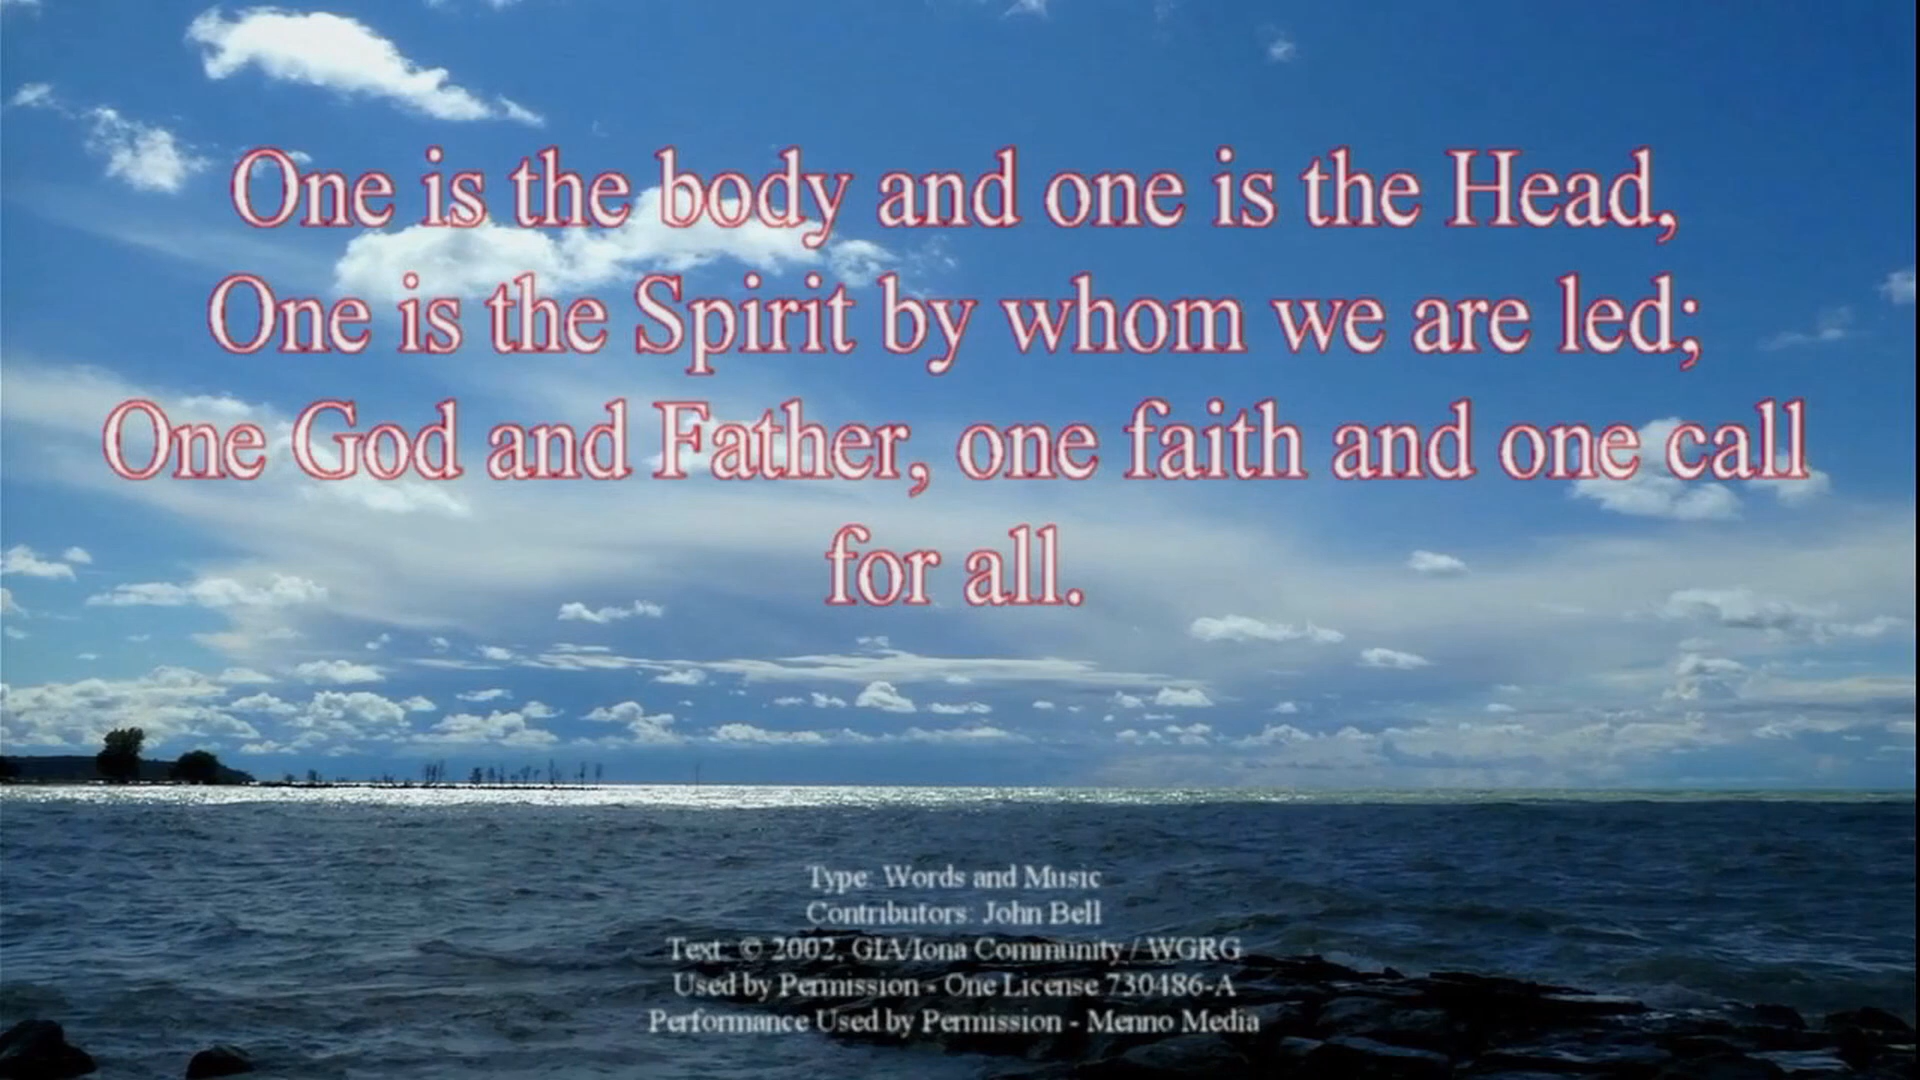 One is the body and one is the Head,
One is the Spirit by whom we are led;
One God and Father, one faith and one call
for all.
Type: Words and Music
Contributors: John Bell
Text: © 2002, GIA/Iona Community / WGRG
Used by Permission - One License 730486-A
Performance Used by Permission - Menno Media